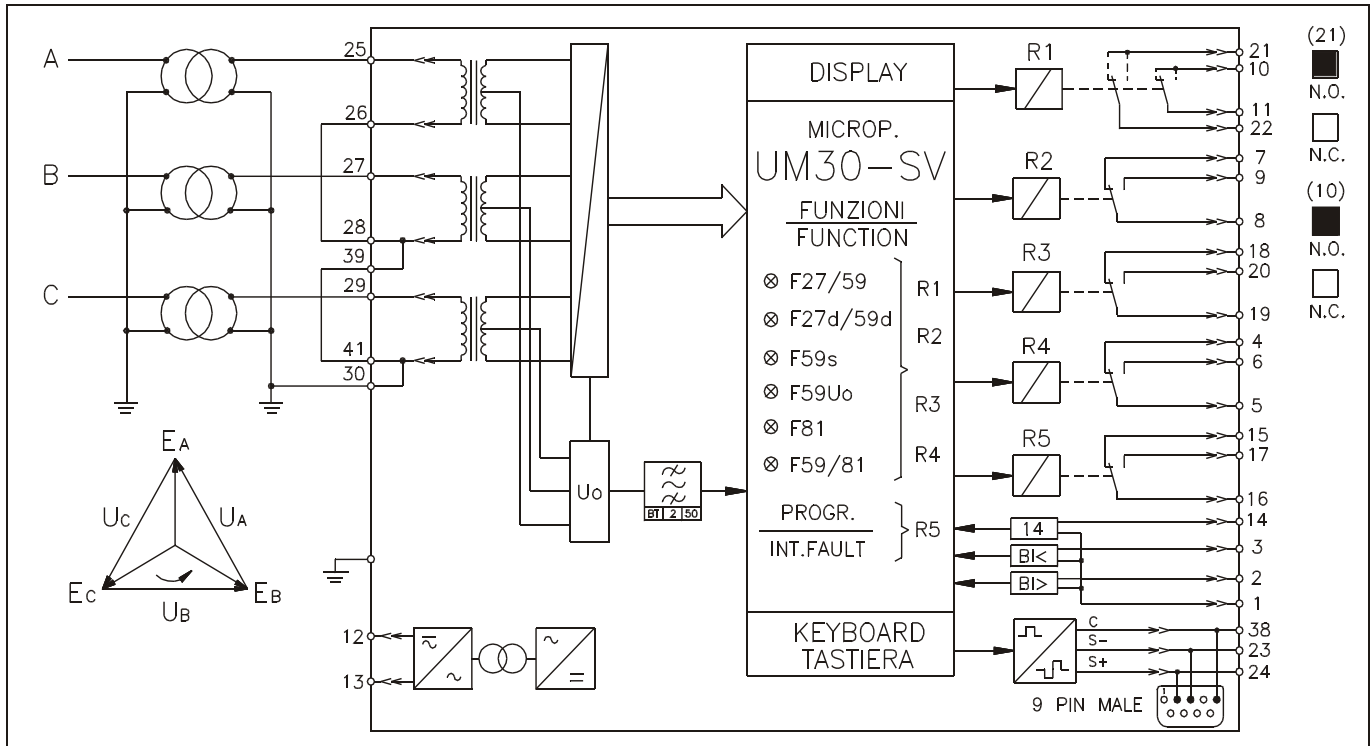 A
B
C
25
26
27
28
39
29
41
30
12
13
EA
UC
UA
EC
UB
EB
Uo
BT 2 50
DISPLAY
MICROP.
UM30-SV
FUNZIONI
FUNCTION
F27/59
F27d/59d
F59s
F59Uo
F81
F59/81
R1
R2
R3
R4
PROGR.
INT.FAULT
R5
KEYBOARD
TASTIERA
R1
R2
R3
R4
R5
14
BI<
BI>
C
S-
S+
9 PIN MALE
1
21
10
11
22
7
9
8
18
20
19
4
6
5
15
17
16
14
3
2
1
38
23
24
(21)
N.O.
N.C.
(10)
N.O.
N.C.